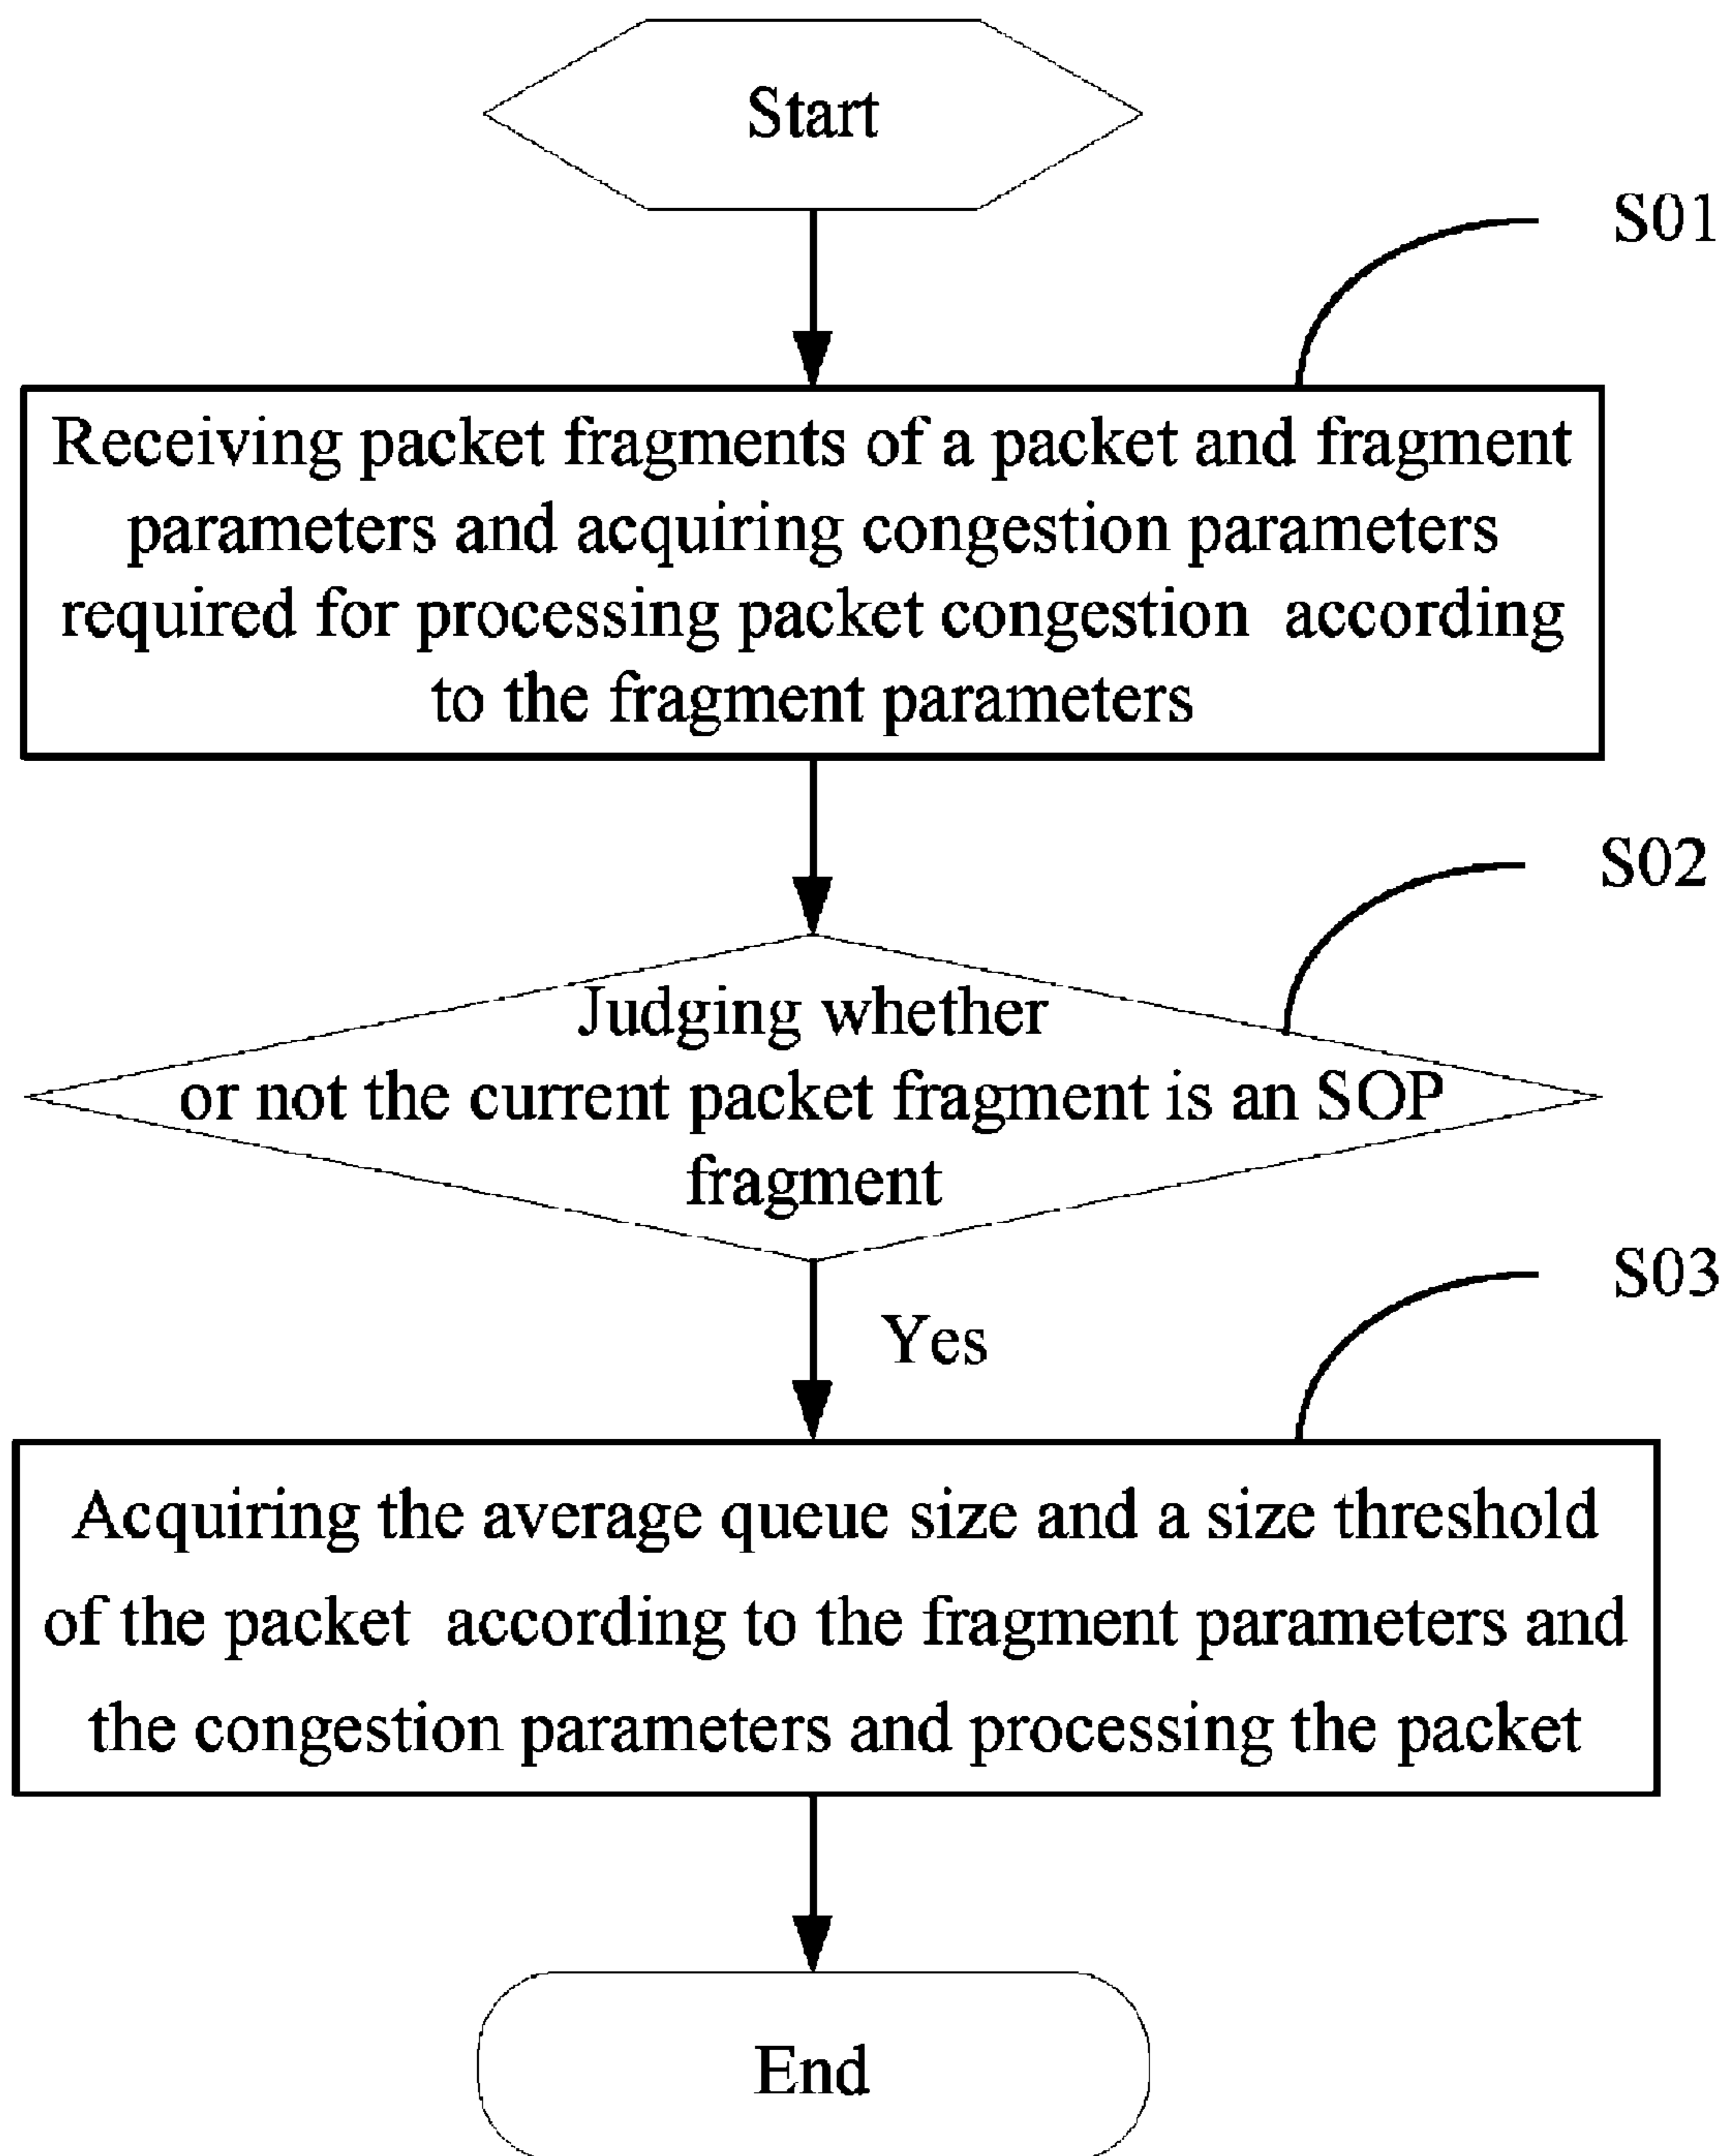 Start
S01
Receiving packet fragments of a packet and fragment
parameters and acquiring congestion parameters
required for processing packet congestion according
to the fragment parameters
S02
Judging whether
or not the current packet fragment is an SOP
fragment
S03
Yes
Acquiring the average queue size and a size threshold
of the packet according to the fragment parameters and
the congestion parameters and processing the packet
End